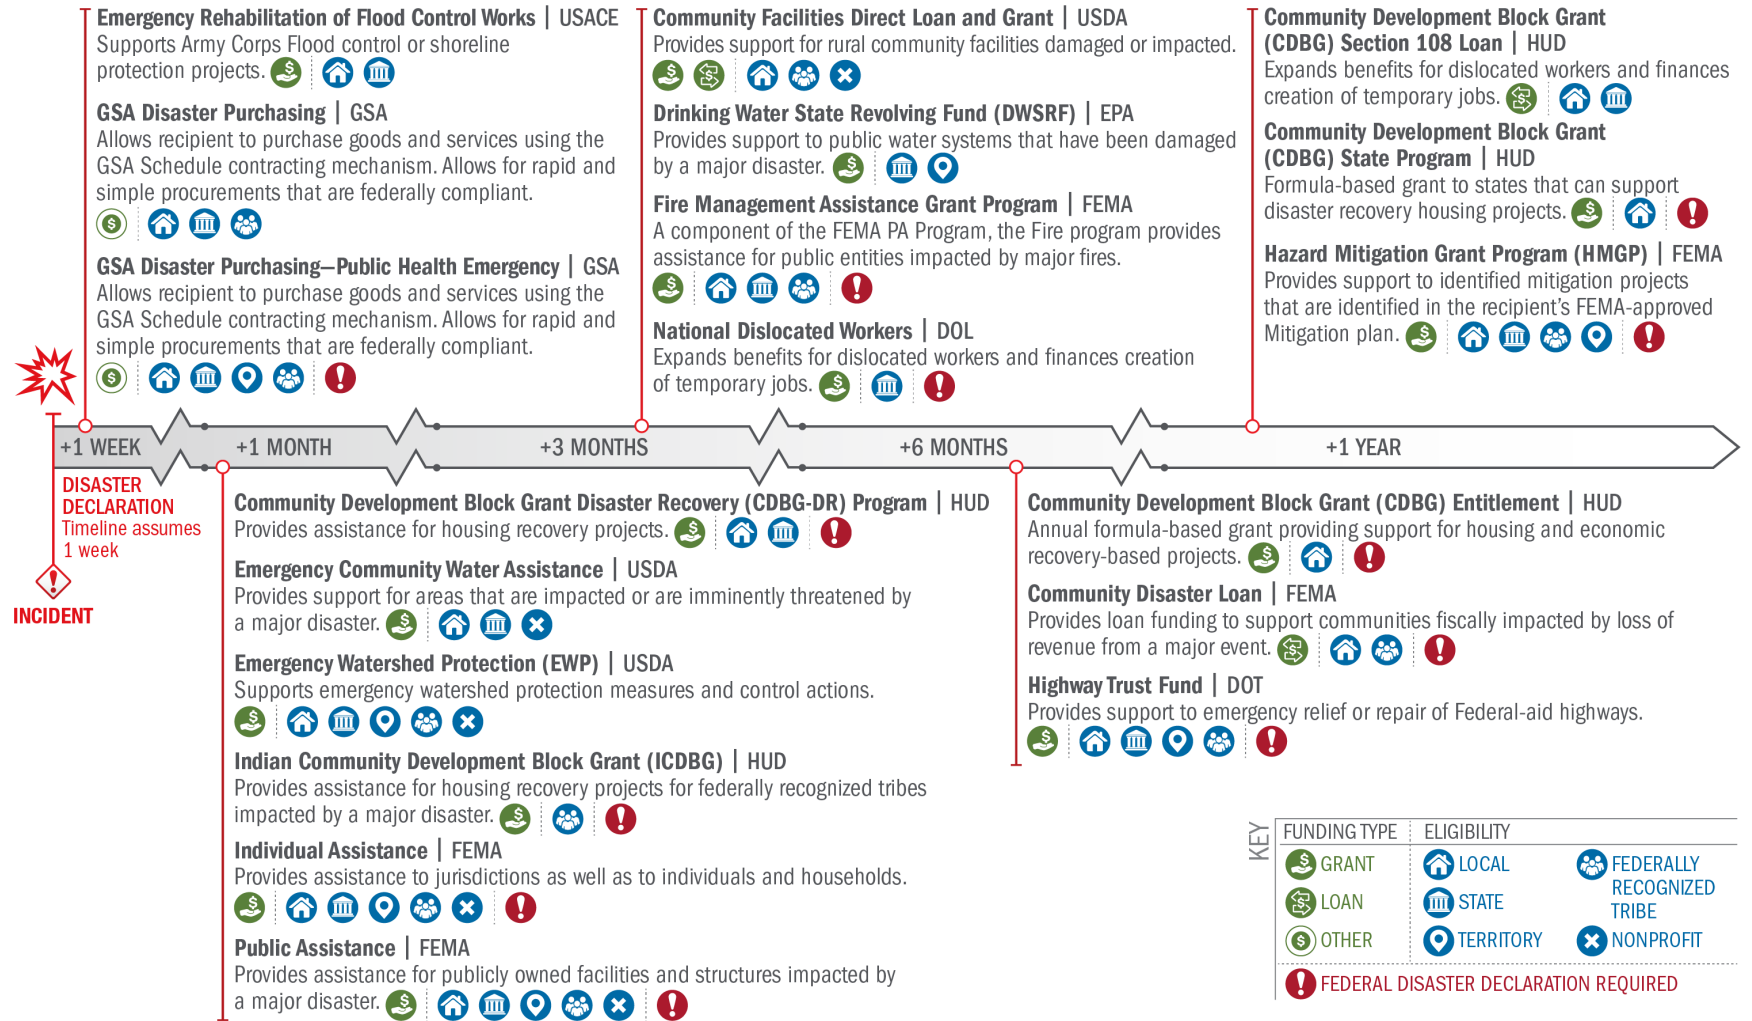 Emergency Rehabilitation of Flood Control Works | USACE
Supports Army Corps Flood control or shoreline
protection projects.
GSA Disaster Purchasing | GSA
Allows recipient to purchase goods and services using the
GSA Schedule contracting mechanism. Allows for rapid and
simple procurements that are federally compliant.
GSA Disaster Purchasing—Public Health Emergency | GSA
Allows recipient to purchase goods and services using the
GSA Schedule contracting mechanism. Allows for rapid and
simple procurements that are federally compliant.
Community Facilities Direct Loan and Grant | USDA
Provides support for rural community facilities damaged or impacted.
Drinking Water State Revolving Fund (DWSRF) | EPA
Provides support to public water systems that have been damaged
by a major disaster.
Fire Management Assistance Grant Program | FEMA
A component of the FEMA PA Program, the Fire program provides
assistance for public entities impacted by major fires.
National Dislocated Workers | DOL
Expands benefits for dislocated workers and finances creation
of temporary jobs.
Community Development Block Grant
(CDBG) Section 108 Loan | HUD
Expands benefits for dislocated workers and finances
creation of temporary jobs.
Community Development Block Grant
(CDBG) State Program | HUD
Formula-based grant to states that can support
disaster recovery housing projects.
Hazard Mitigation Grant Program (HMGP) | FEMA
Provides support to identified mitigation projects
that are identified in the recipient's FEMA-approved
Mitigation plan.
+1 WEEK
+1 MONTH
+3 MONTHS
+6 MONTHS
+1 YEAR
DISASTER
DECLARATION
Timeline assumes
1 week
INCIDENT
Community Development Block Grant Disaster Recovery (CDBG-DR) Program | HUD
Provides assistance for housing recovery projects.
Emergency Community Water Assistance | USDA
Provides support for areas that are impacted or are imminently threatened by
a major disaster.
Emergency Watershed Protection (EWP) | USDA
Supports emergency watershed protection measures and control actions.
Indian Community Development Block Grant (ICDBG) | HUD
Provides assistance for housing recovery projects for federally recognized tribes
impacted by a major disaster.
Individual Assistance | FEMA
Provides assistance to jurisdictions as well as to individuals and households.
Public Assistance | FEMA
Provides assistance for publicly owned facilities and structures impacted by
a major disaster.
Community Development Block Grant (CDBG) Entitlement | HUD
Annual formula-based grant providing support for housing and economic
recovery-based projects.
Community Disaster Loan | FEMA
Provides loan funding to support communities fiscally impacted by loss of
revenue from a major event.
Highway Trust Fund | DOT
Provides support to emergency relief or repair of Federal-aid highways.
KEY
FUNDING TYPE
ELIGIBILITY
GRANT
LOCAL
FEDERALLY
RECOGNIZED
TRIBE
LOAN
STATE
OTHER
TERRITORY
NONPROFIT
FEDERAL DISASTER DECLARATION REQUIRED